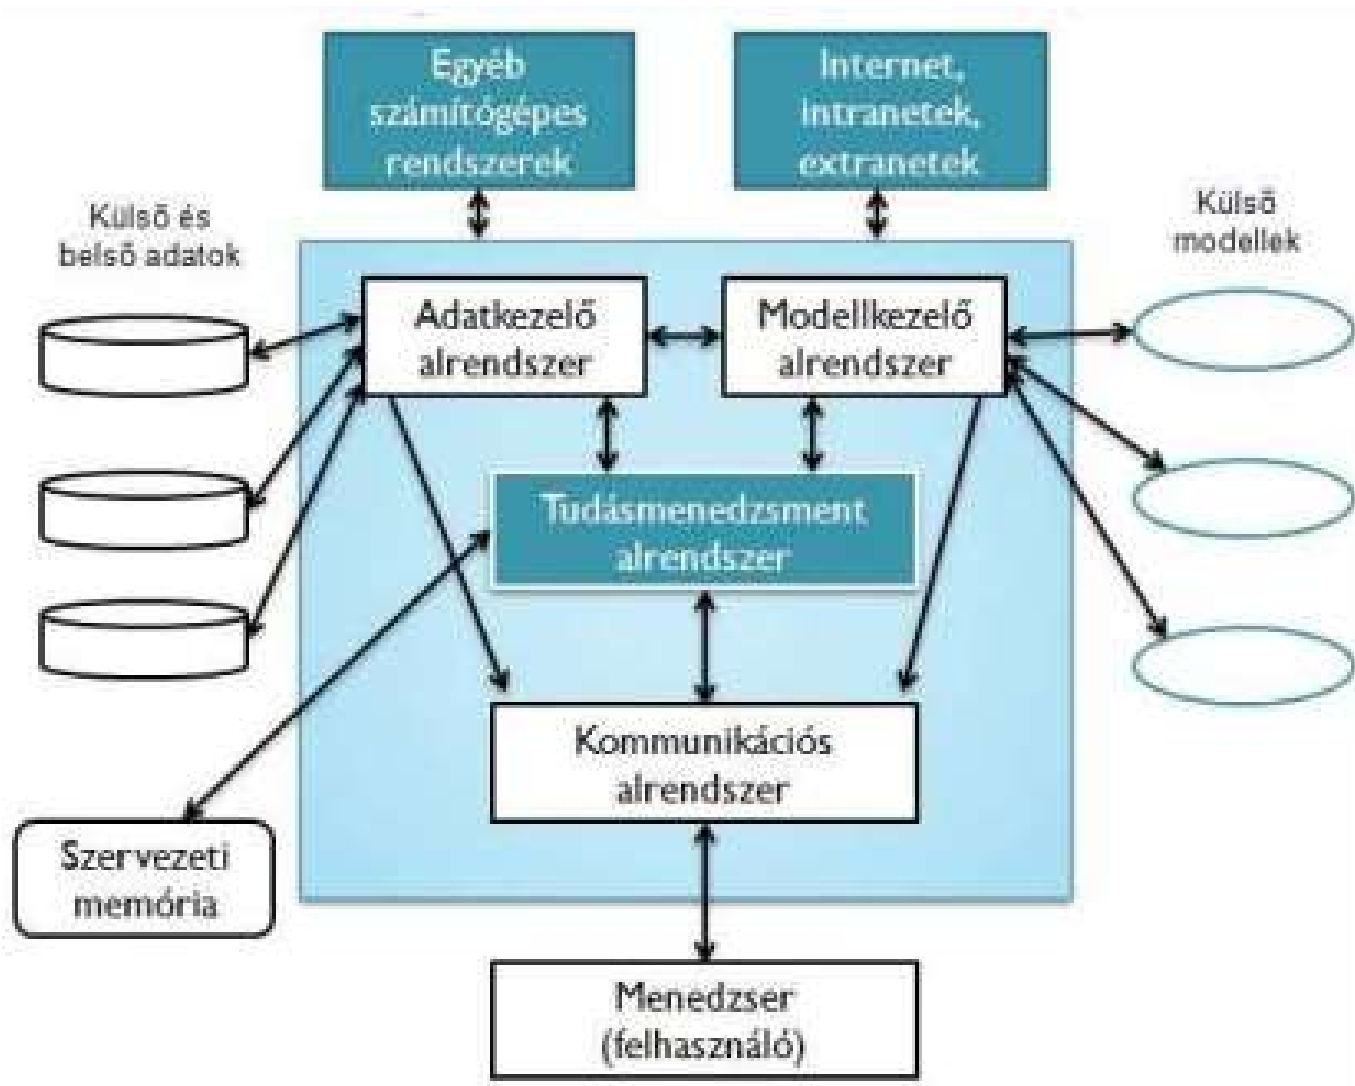 Egyéb
számítógépes
rendszerek
Internet,
intranetek,
extranetek
Külső és
belső adatok
Külső
modellek
Adatkezelő
alrendszer
Modellkezelő
alrendszer
Tudásmenedzsment
alrendszer
Kommunikációs
alrendszer
Szervezeti
memória
Menedzser
(felhasználó)